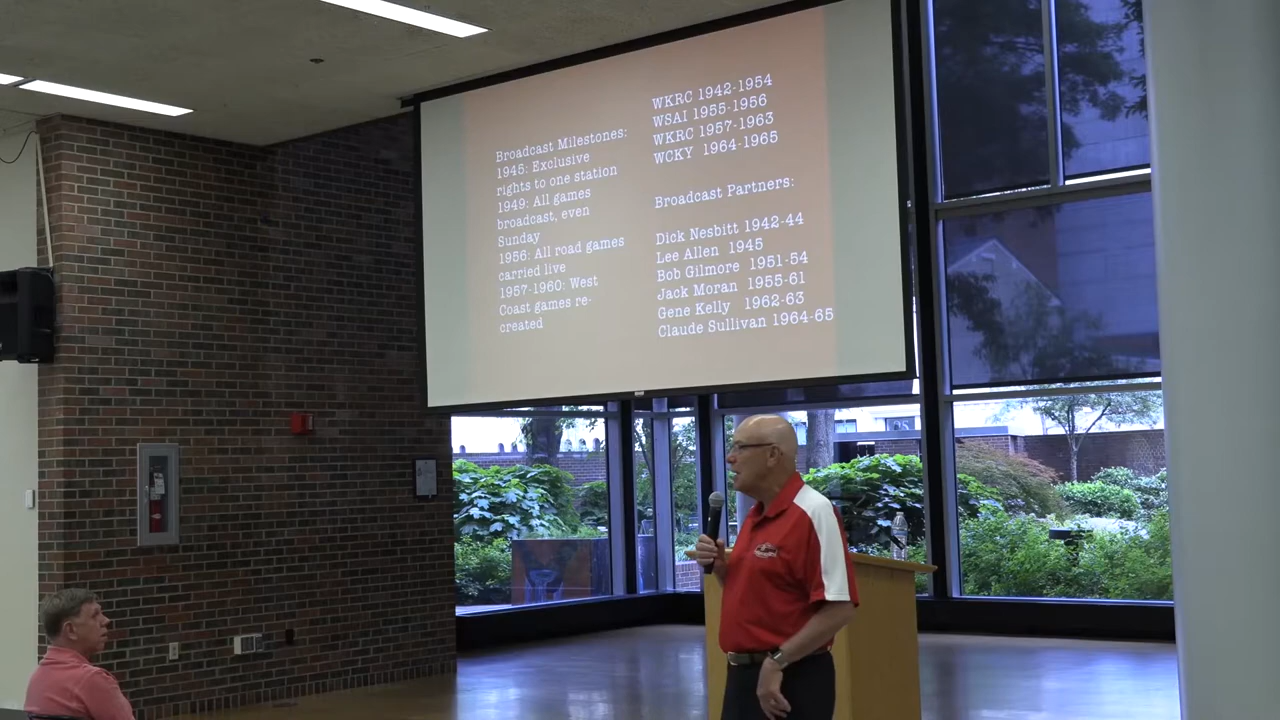 Broadcast Milestones:
1945: Exclusive
rights to one station
1949: All games
broadcast, even
Sunday
1956: All road games
carried live
1957-1960: West
Coast games re-
created
WKRC 1942-1954
WSAI 1955-1956
WKRC 1957-1963
WCKY 1964-1965
Broadcast Partners:
Dick Nesbitt 1942-44
Lee Allen 1945
Bob Gilmore 1951-54
Jack Moran 1955-61
Gene Kelly 1962-63
Claude Sullivan 1964-65